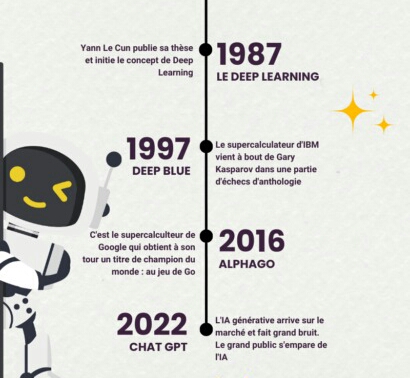 Yann Le Cun publie sa thèse
et initie le concept de Deep
Learning
1987
LE DEEP LEARNING
1997
DEEP BLUE
Le supercalculateur d'IBM
vient à bout de Gary
Kasparov dans une partie
d'échecs d'anthologie
C'est le supercalculteur de
Google qui obtient à son
tour un titre de champion du
monde : au jeu de Go
2016
ALPHAGO
2022
CHAT GPT
L'IA générative arrive sur le
marché et fait grand bruit.
Le grand public s'empare de
l'IA